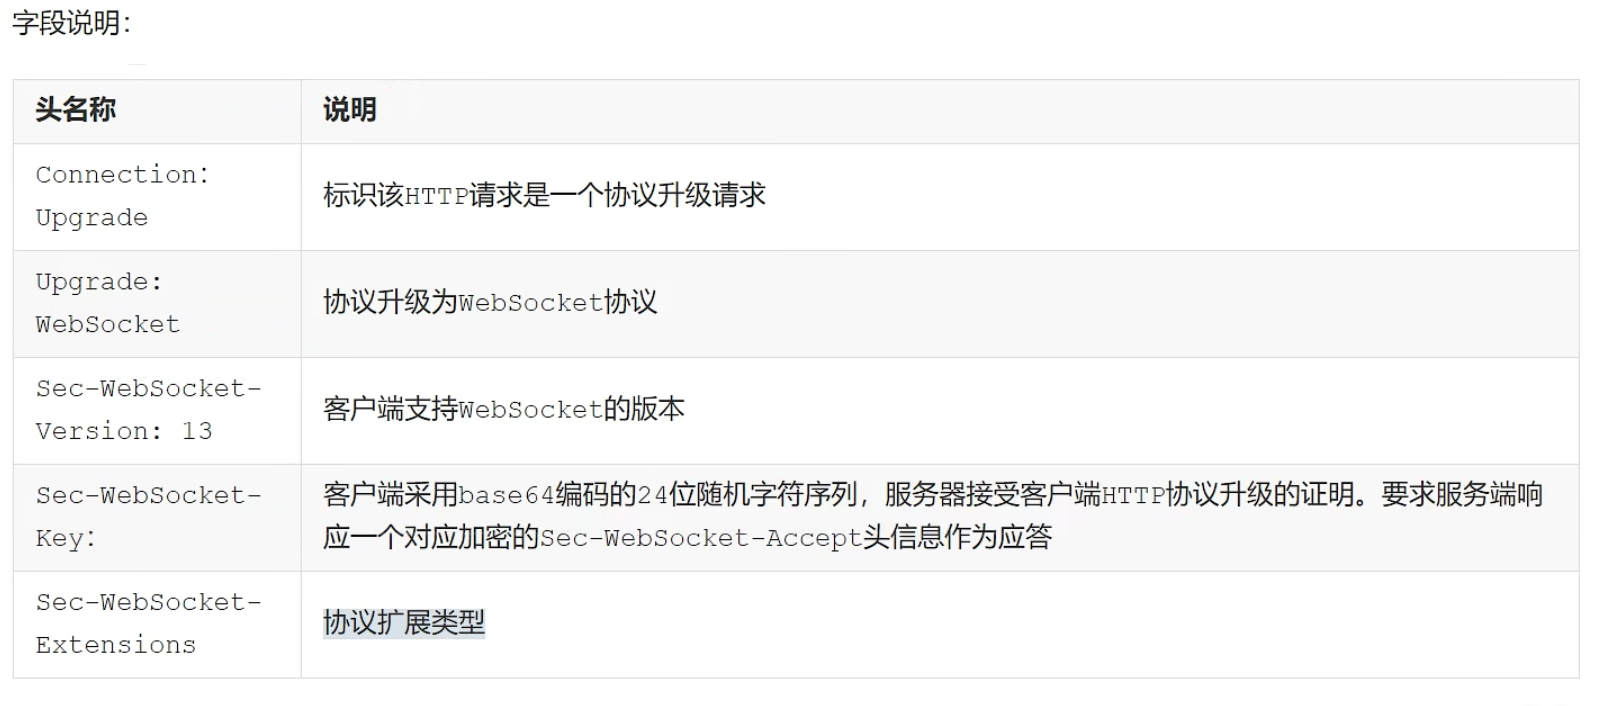 字段说明：
头名称
说明
Connection:
Upgrade
标识该HTTP请求是一个协议升级请求
Upgrade:
WebSocket
协议升级为WebSocket协议
Sec-WebSocket-
Version: 13
客户端支持WebSocket的版本
Sec-WebSocket-
Key:
客户端采用base64编码的24位随机字符序列，服务器接受客户端HTTP协议升级的证明。要求服务端响
应一个对应加密的Sec-WebSocket-Accept头信息作为应答
Sec-WebSocket-
Extensions
协议扩展类型